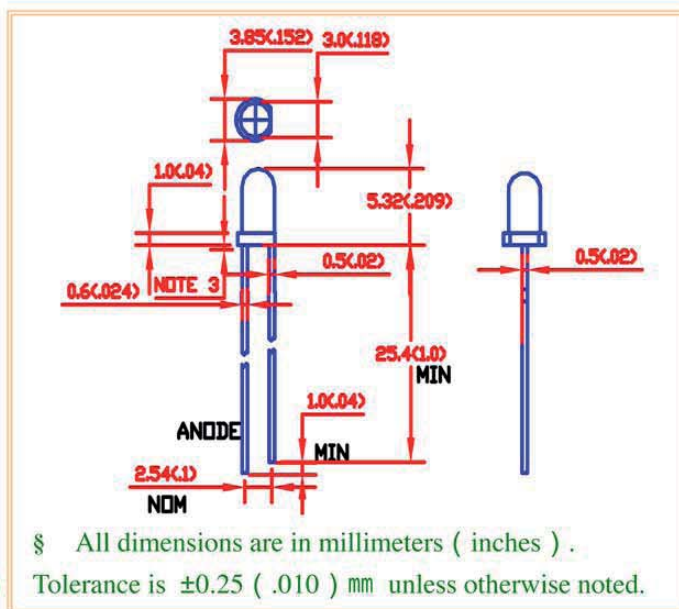 3.85(.152) 3.0(.118)
1.0(.04)
5.32(.209)
0.5(.02) 0.5(.02)
0.6(.024) NOTE 3
25.4(1.0)
MIN
1.0(.04)
ANODE
MIN
2.54(.1)
NOM
§ All dimensions are in millimeters ( inches ) .
Tolerance is ±0.25 ( .010 ) mm unless otherwise noted.